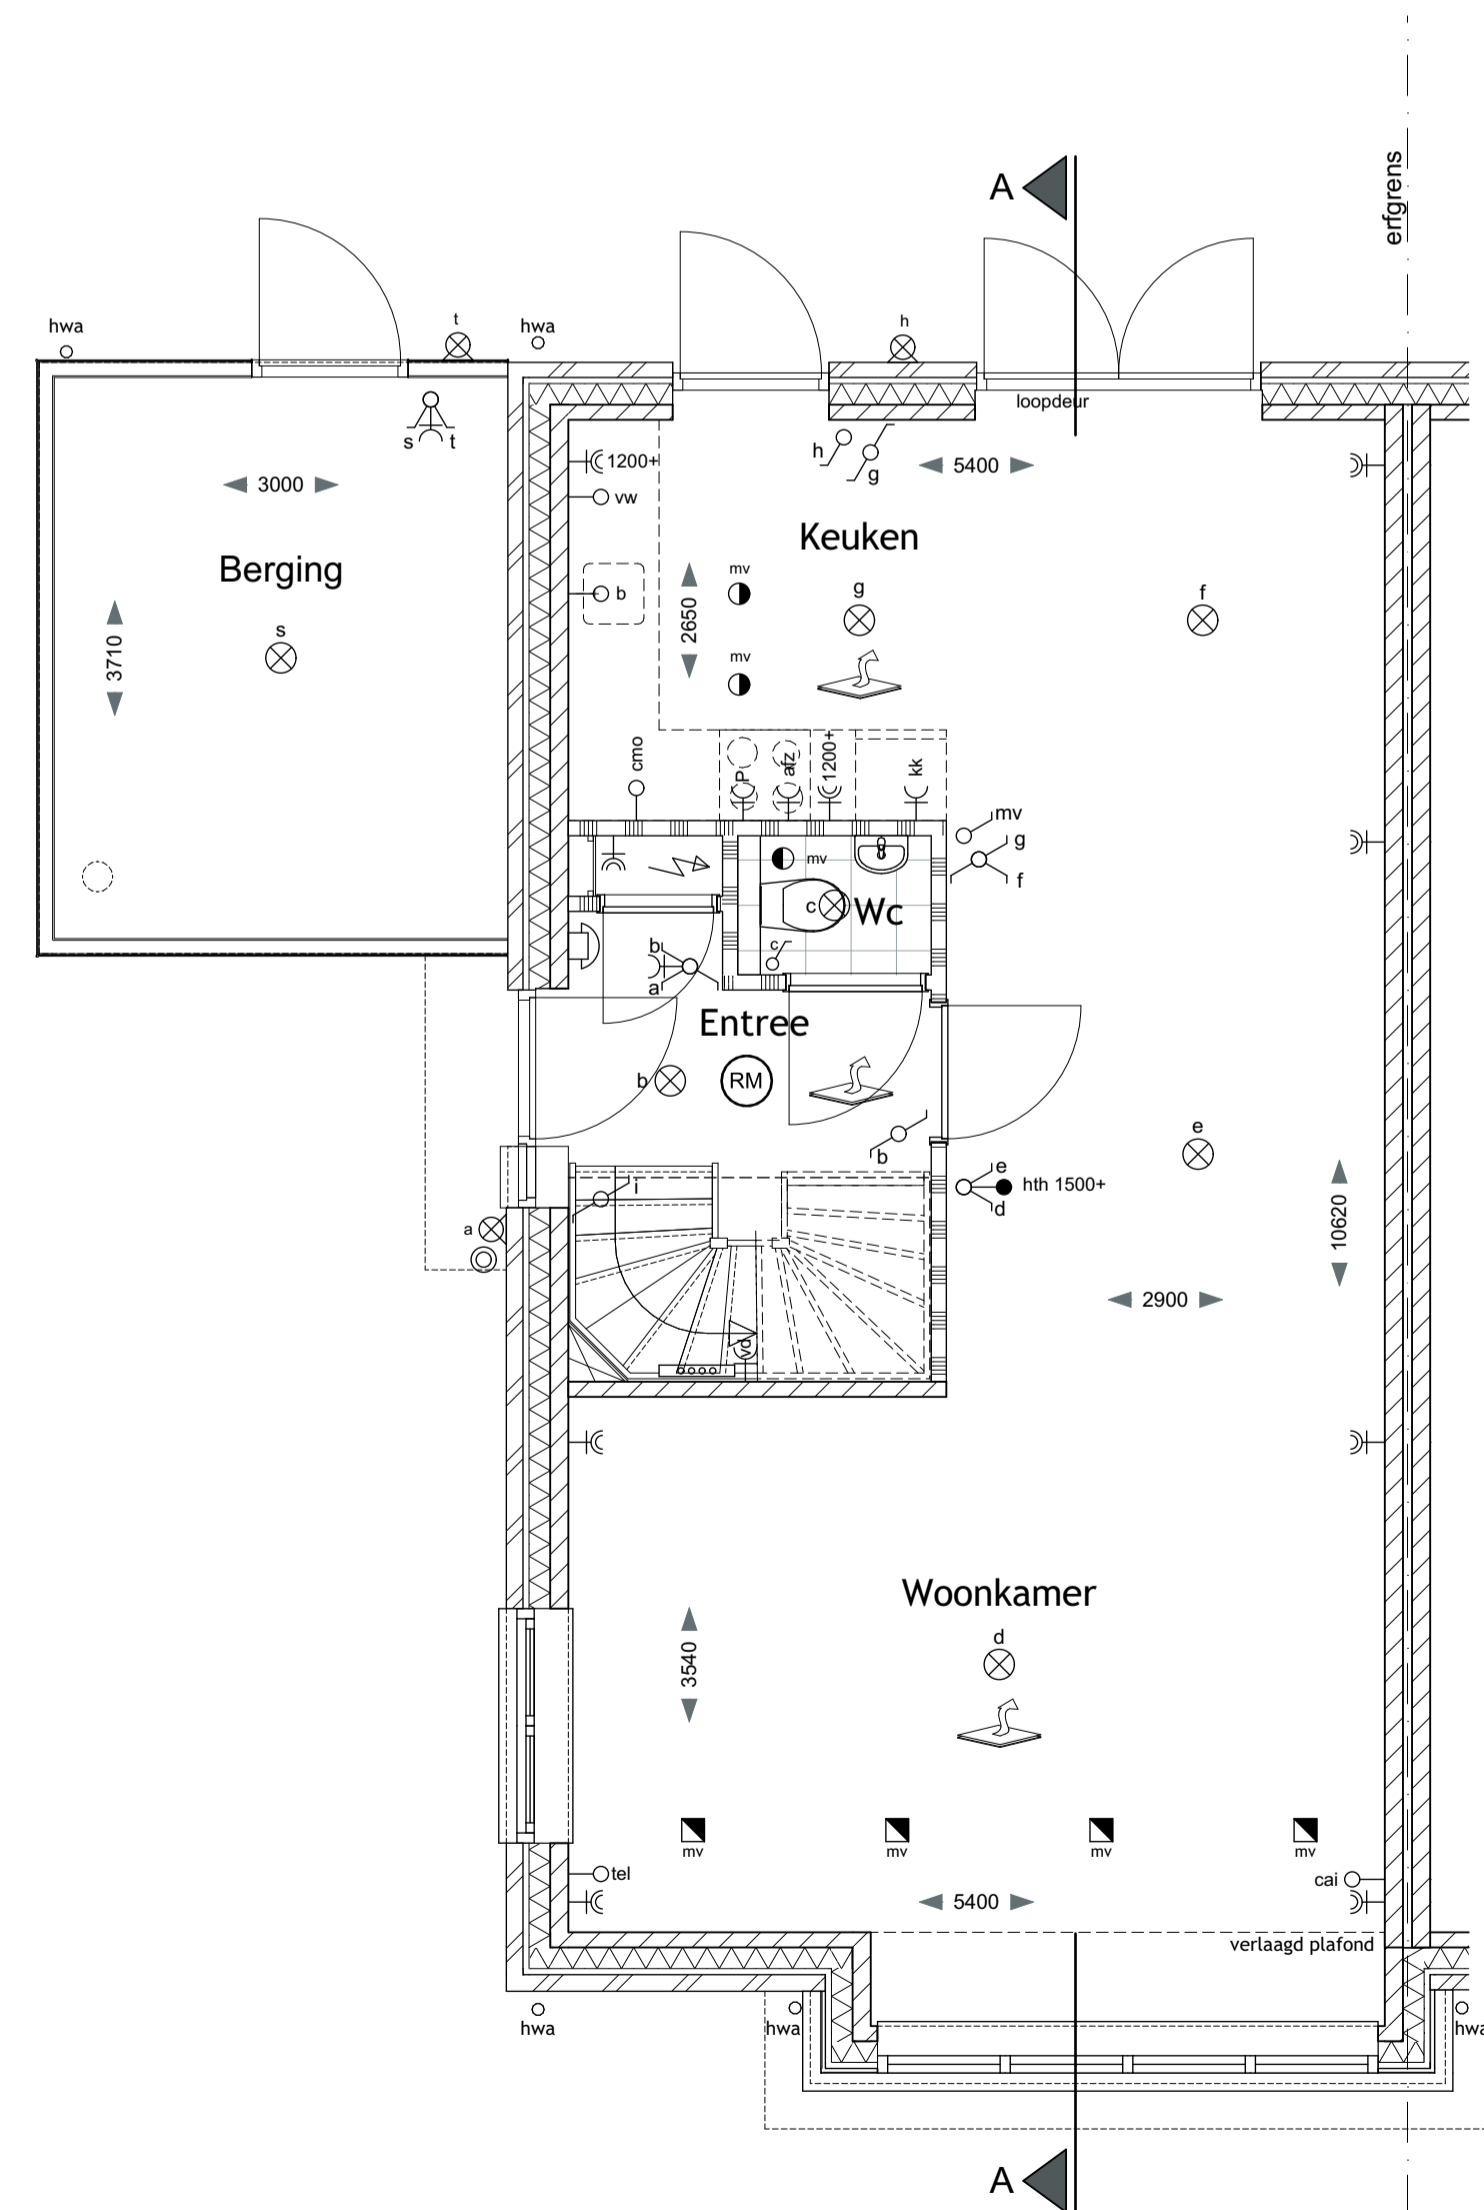 A
erfgrens
hwa
t
hwa
h
loopdeur
s
t
1200+
h
g
5400
3000
vw
Keuken
Berging
mv
b
2650
g
f
3710
s
mv
cmo
P
afz
1200+
kk
mv
g
f
mv
c
Wc
b
c
a
Entree
b
RM
b
e
i
e
hth 1500+
d
a
10620
2900
vd
Woonkamer
d
3540
mv
mv
mv
mv
tel
cai
5400
verlaagd plafond
hwa
hwa
hwa
A